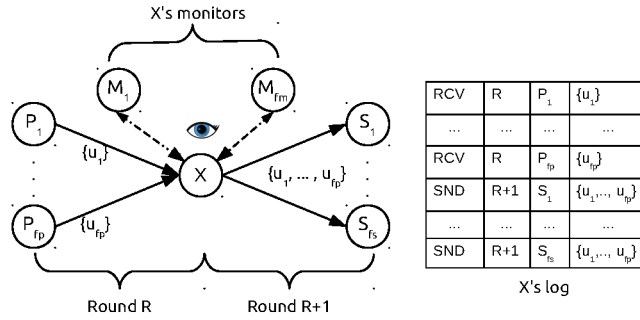 X's monitors
M1
Mfm
P1
S1
{u1}
X
{u1, ... , ufp}
Pfp
{ufp}
Sfs
Round R
Round R+1
RCV R P1 {u1}
... ... ... ...
RCV R Pfp {ufp}
SND R+1 S1 {u1,.., ufp}
... ... ... ...
SND R+1 Sfs {u1,.., ufp}
X's log